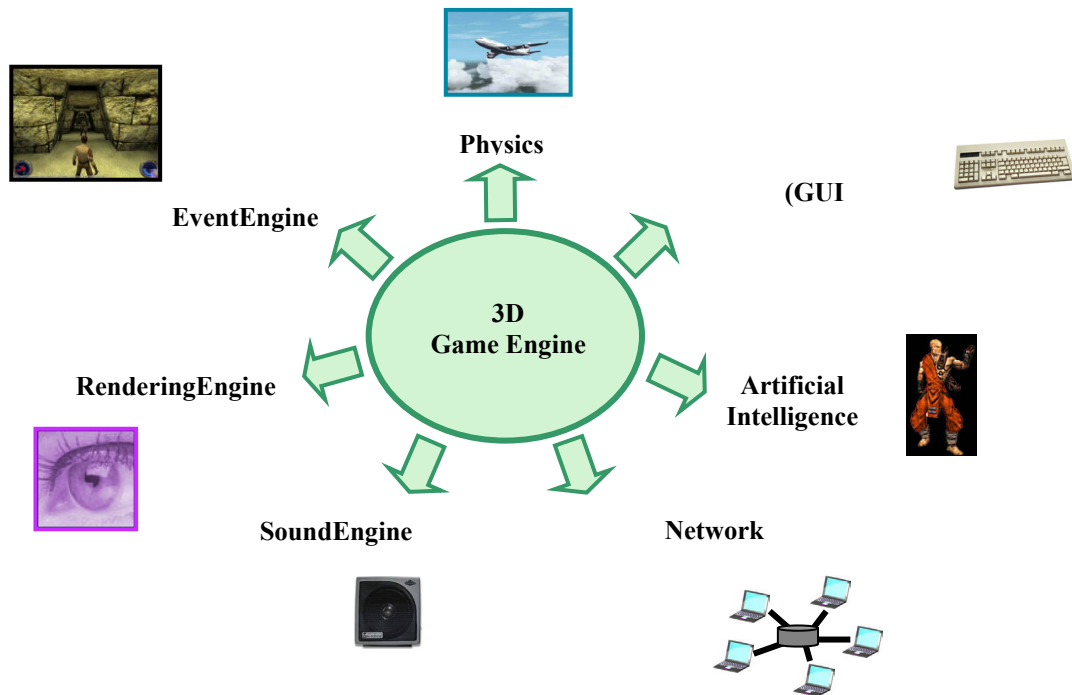 Physics
(GUI
EventEngine
3D
Game Engine
RenderingEngine
Artificial
Intelligence
SoundEngine
Network